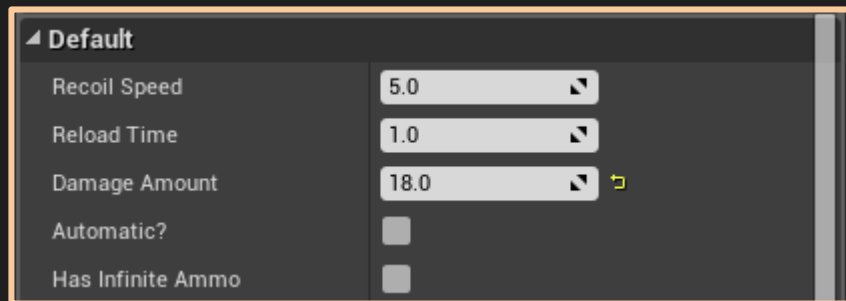 Default
Recoil Speed 5.0
Reload Time 1.0
Damage Amount 18.0
Automatic?
Has Infinite Ammo